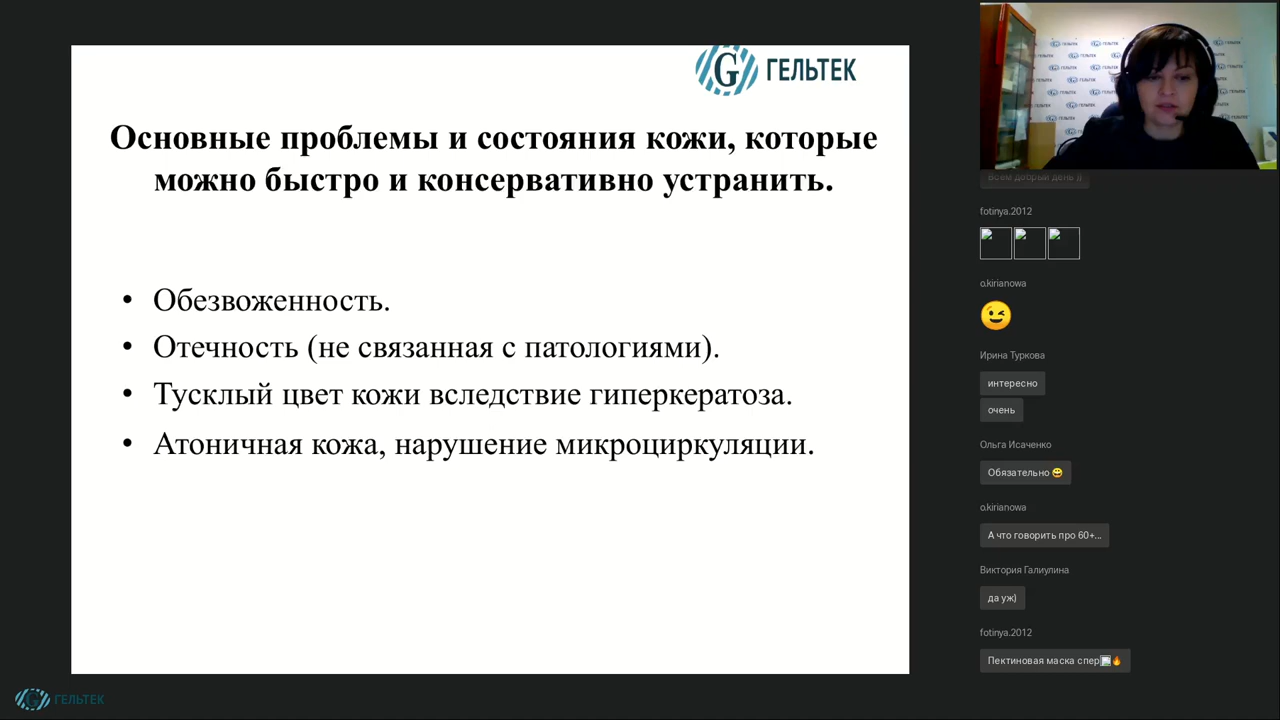 ГЕЛЬТЕК
Основные проблемы и состояния кожи, которые
можно быстро и консервативно устранить.
• Обезвоженность.
• Отечность (не связанная с патологиями).
• Тусклый цвет кожи вследствие гиперкератоза.
• Атоничная кожа, нарушение микроциркуляции.
Всем добрый день ))
fotinya.2012
o.kirianowa
Ирина Туркова
интересно
очень
Ольга Исаченко
Обязательно 😀
o.kirianowa
А что говорить про 60+...
Виктория Галиулина
да уж)
fotinya.2012
Пектиновая маска спер🔥
ГЕЛЬТЕК